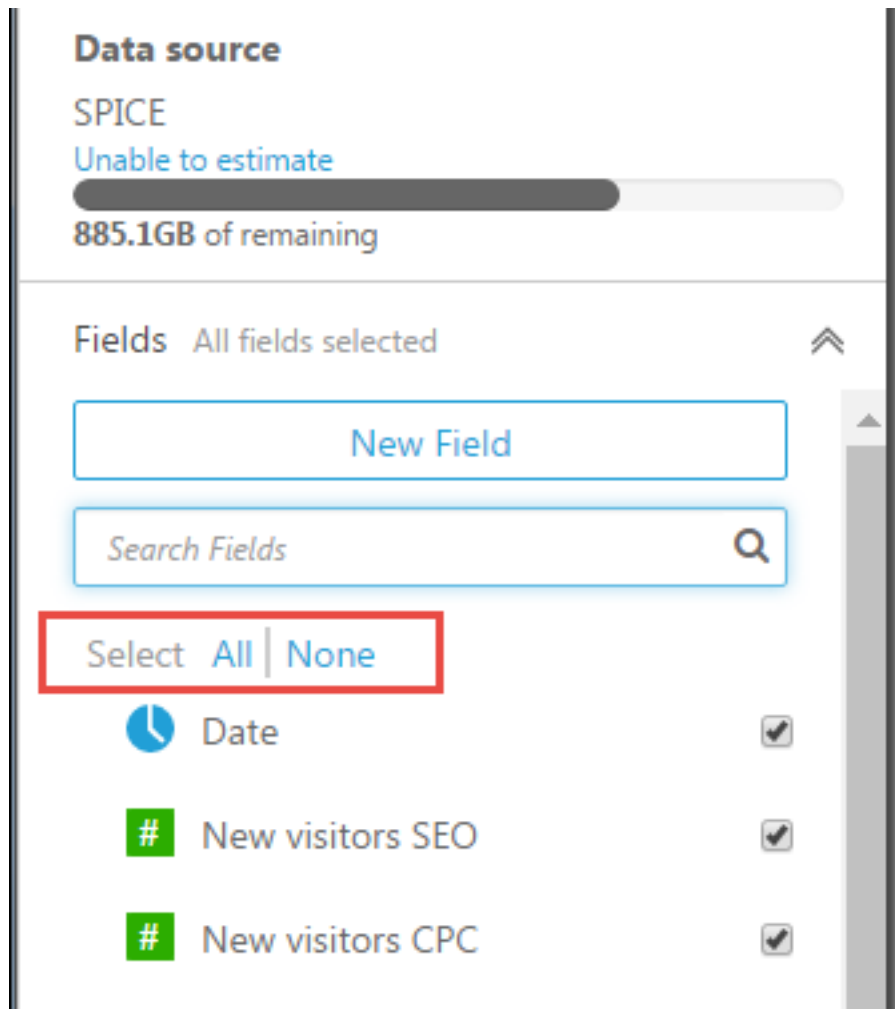 Data source
SPICE
Unable to estimate
885.1GB of remaining
Fields All fields selected
New Field
Search Fields
Select All | None
Date
# New visitors SEO
# New visitors CPC